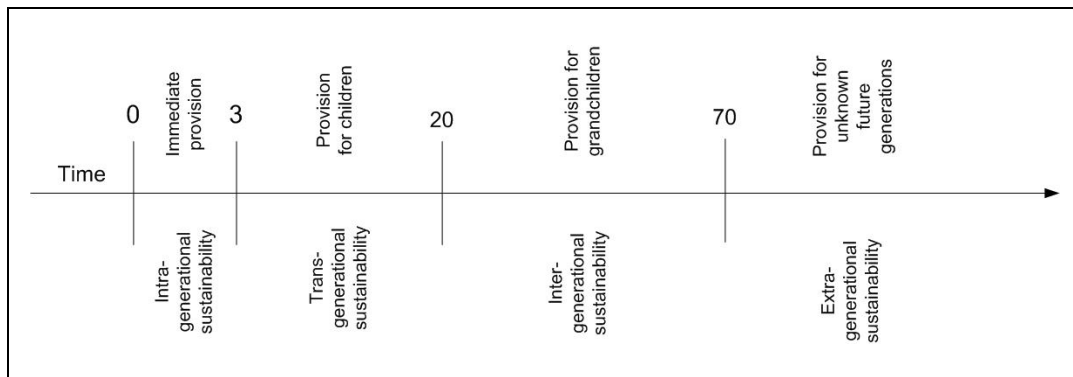 0
Immediate
provision
3
Provision
for children
20
Provision for
grandchildren
70
Provision for
unknown
future
generations
Time
Intra-
generational
sustainability
Trans-
generational
sustainability
Inter-
generational
sustainability
Extra-
generational
sustainability